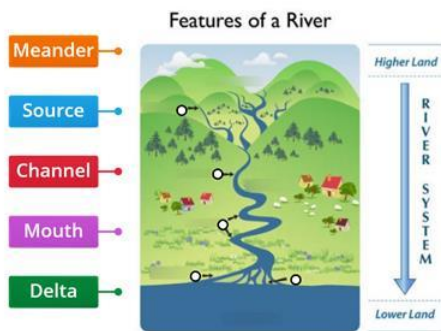 Features of a River
Meander
Source
Channel
Mouth
Delta
Higher Land
RIVER SYSTEM
Lower Land